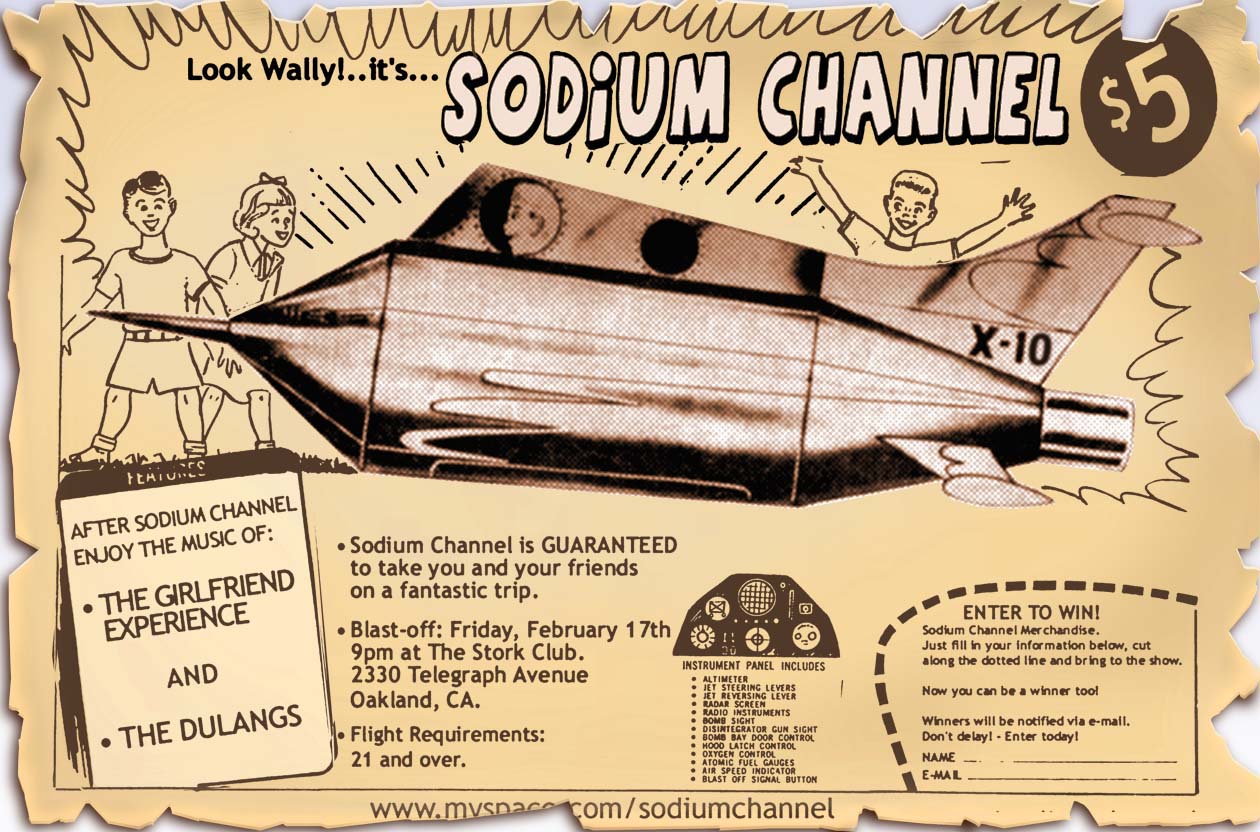 Look Wally!..it's...
SODiUM CHANNEL
$5
X-10
FEATURES
AFTER SODIUM CHANNEL
ENJOY THE MUSIC OF:
• THE GIRLFRIEND
EXPERIENCE
AND
• THE DULANGS
• Sodium Channel is GUARANTEED
to take you and your friends
on a fantastic trip.
• Blast-off: Friday, February 17th
9pm at The Stork Club.
2330 Telegraph Avenue
Oakland, CA.
• Flight Requirements:
21 and over.
INSTRUMENT PANEL INCLUDES
• ALTIMETER
• JET STEERING LEVERS
• JET REVERSING LEVER
• RADAR SCREEN
• RADIO INSTRUMENTS
• BOMB SIGHT
• DISINTEGRATOR GUN SIGHT
• BOMB BAY DOOR CONTROL
• HOOD LATCH CONTROL
• OXYGEN CONTROL
• ATOMIC FUEL GAUGES
• AIR SPEED INDICATOR
• BLAST OFF SIGNAL BUTTON
ENTER TO WIN!
Sodium Channel Merchandise.
Just fill in your information below, cut
along the dotted line and bring to the show.
Now you can be a winner too!
Winners will be notified via e-mail.
Don't delay! - Enter today!
NAME
E-MAIL
www.myspace.com/sodiumchannel